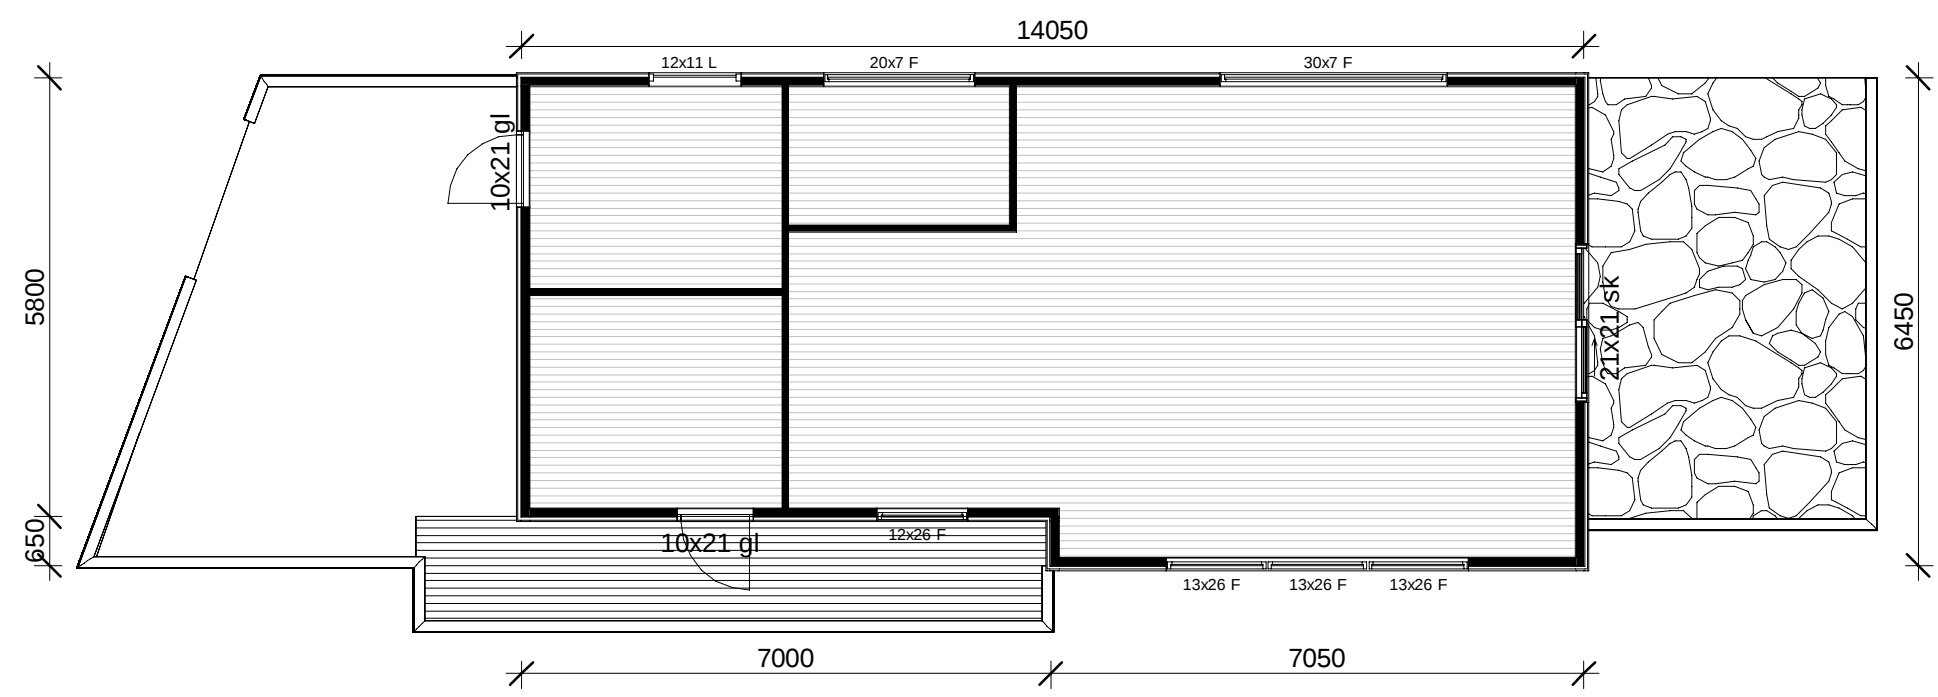 14050
12x11 L
20x7 F
30x7 F
10x21 gl
5800
21x21 sk
6450
650
10x21 gl
12x26 F
13x26 F
13x26 F
13x26 F
7000
7050